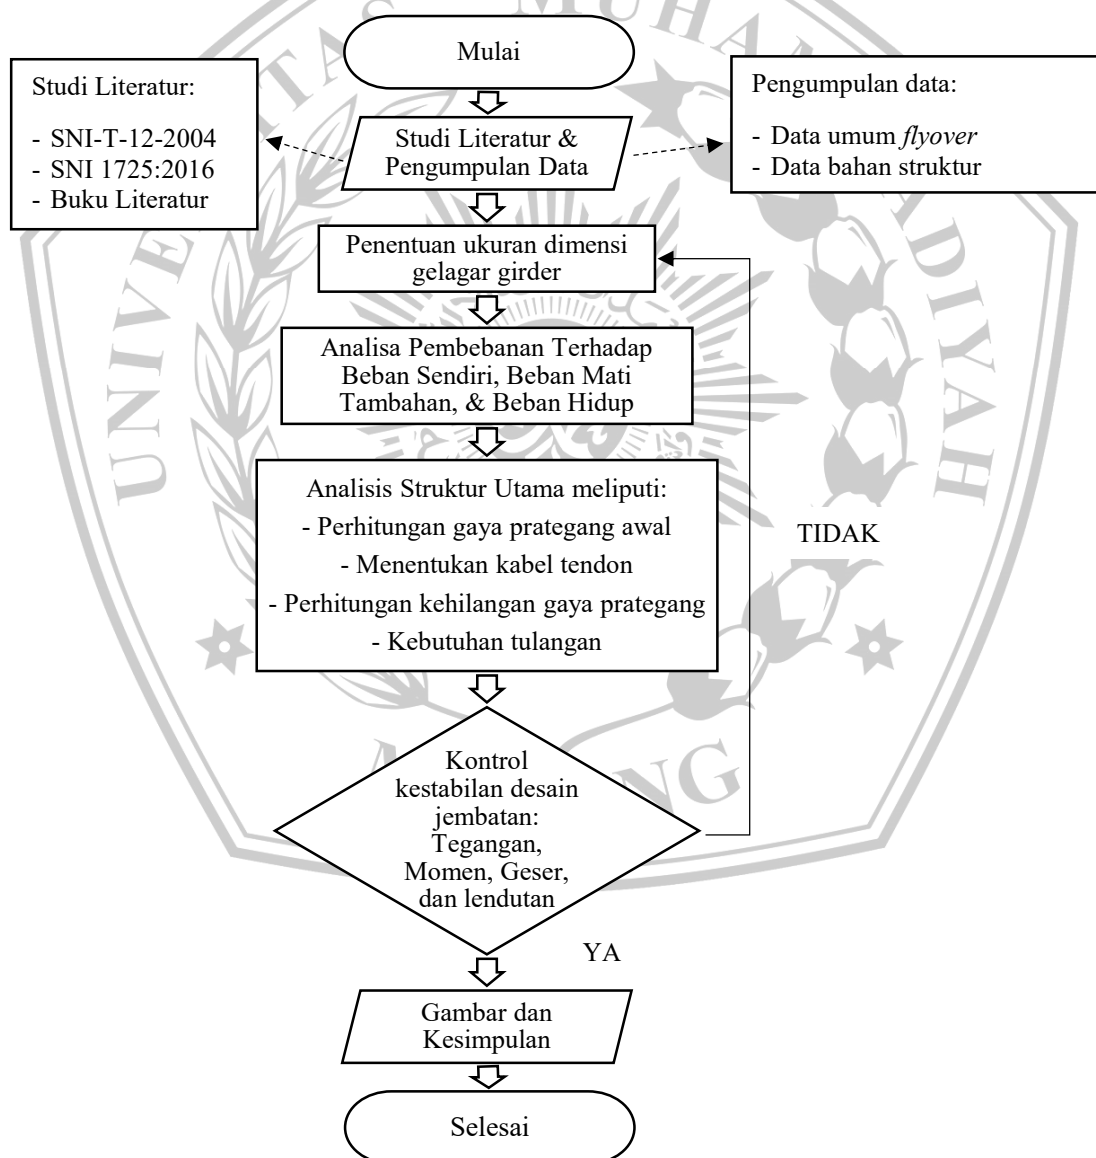 Mulai
Studi Literatur:
- SNI-T-12-2004
- SNI 1725:2016
- Buku Literatur
Studi Literatur &
Pengumpulan Data
Pengumpulan data:
- Data umum flyover
- Data bahan struktur
Penentuan ukuran dimensi
gelagar girder
Analisa Pembebanan Terhadap
Beban Sendiri, Beban Mati
Tambahan, & Beban Hidup
Analisis Struktur Utama meliputi:
- Perhitungan gaya prategang awal
- Menentukan kabel tendon
- Perhitungan kehilangan gaya prategang
- Kebutuhan tulangan
TIDAK
Kontrol
kestabilan desain
jembatan:
Tegangan,
Momen, Geser,
dan lendutan
YA
Gambar dan
Kesimpulan
Selesai